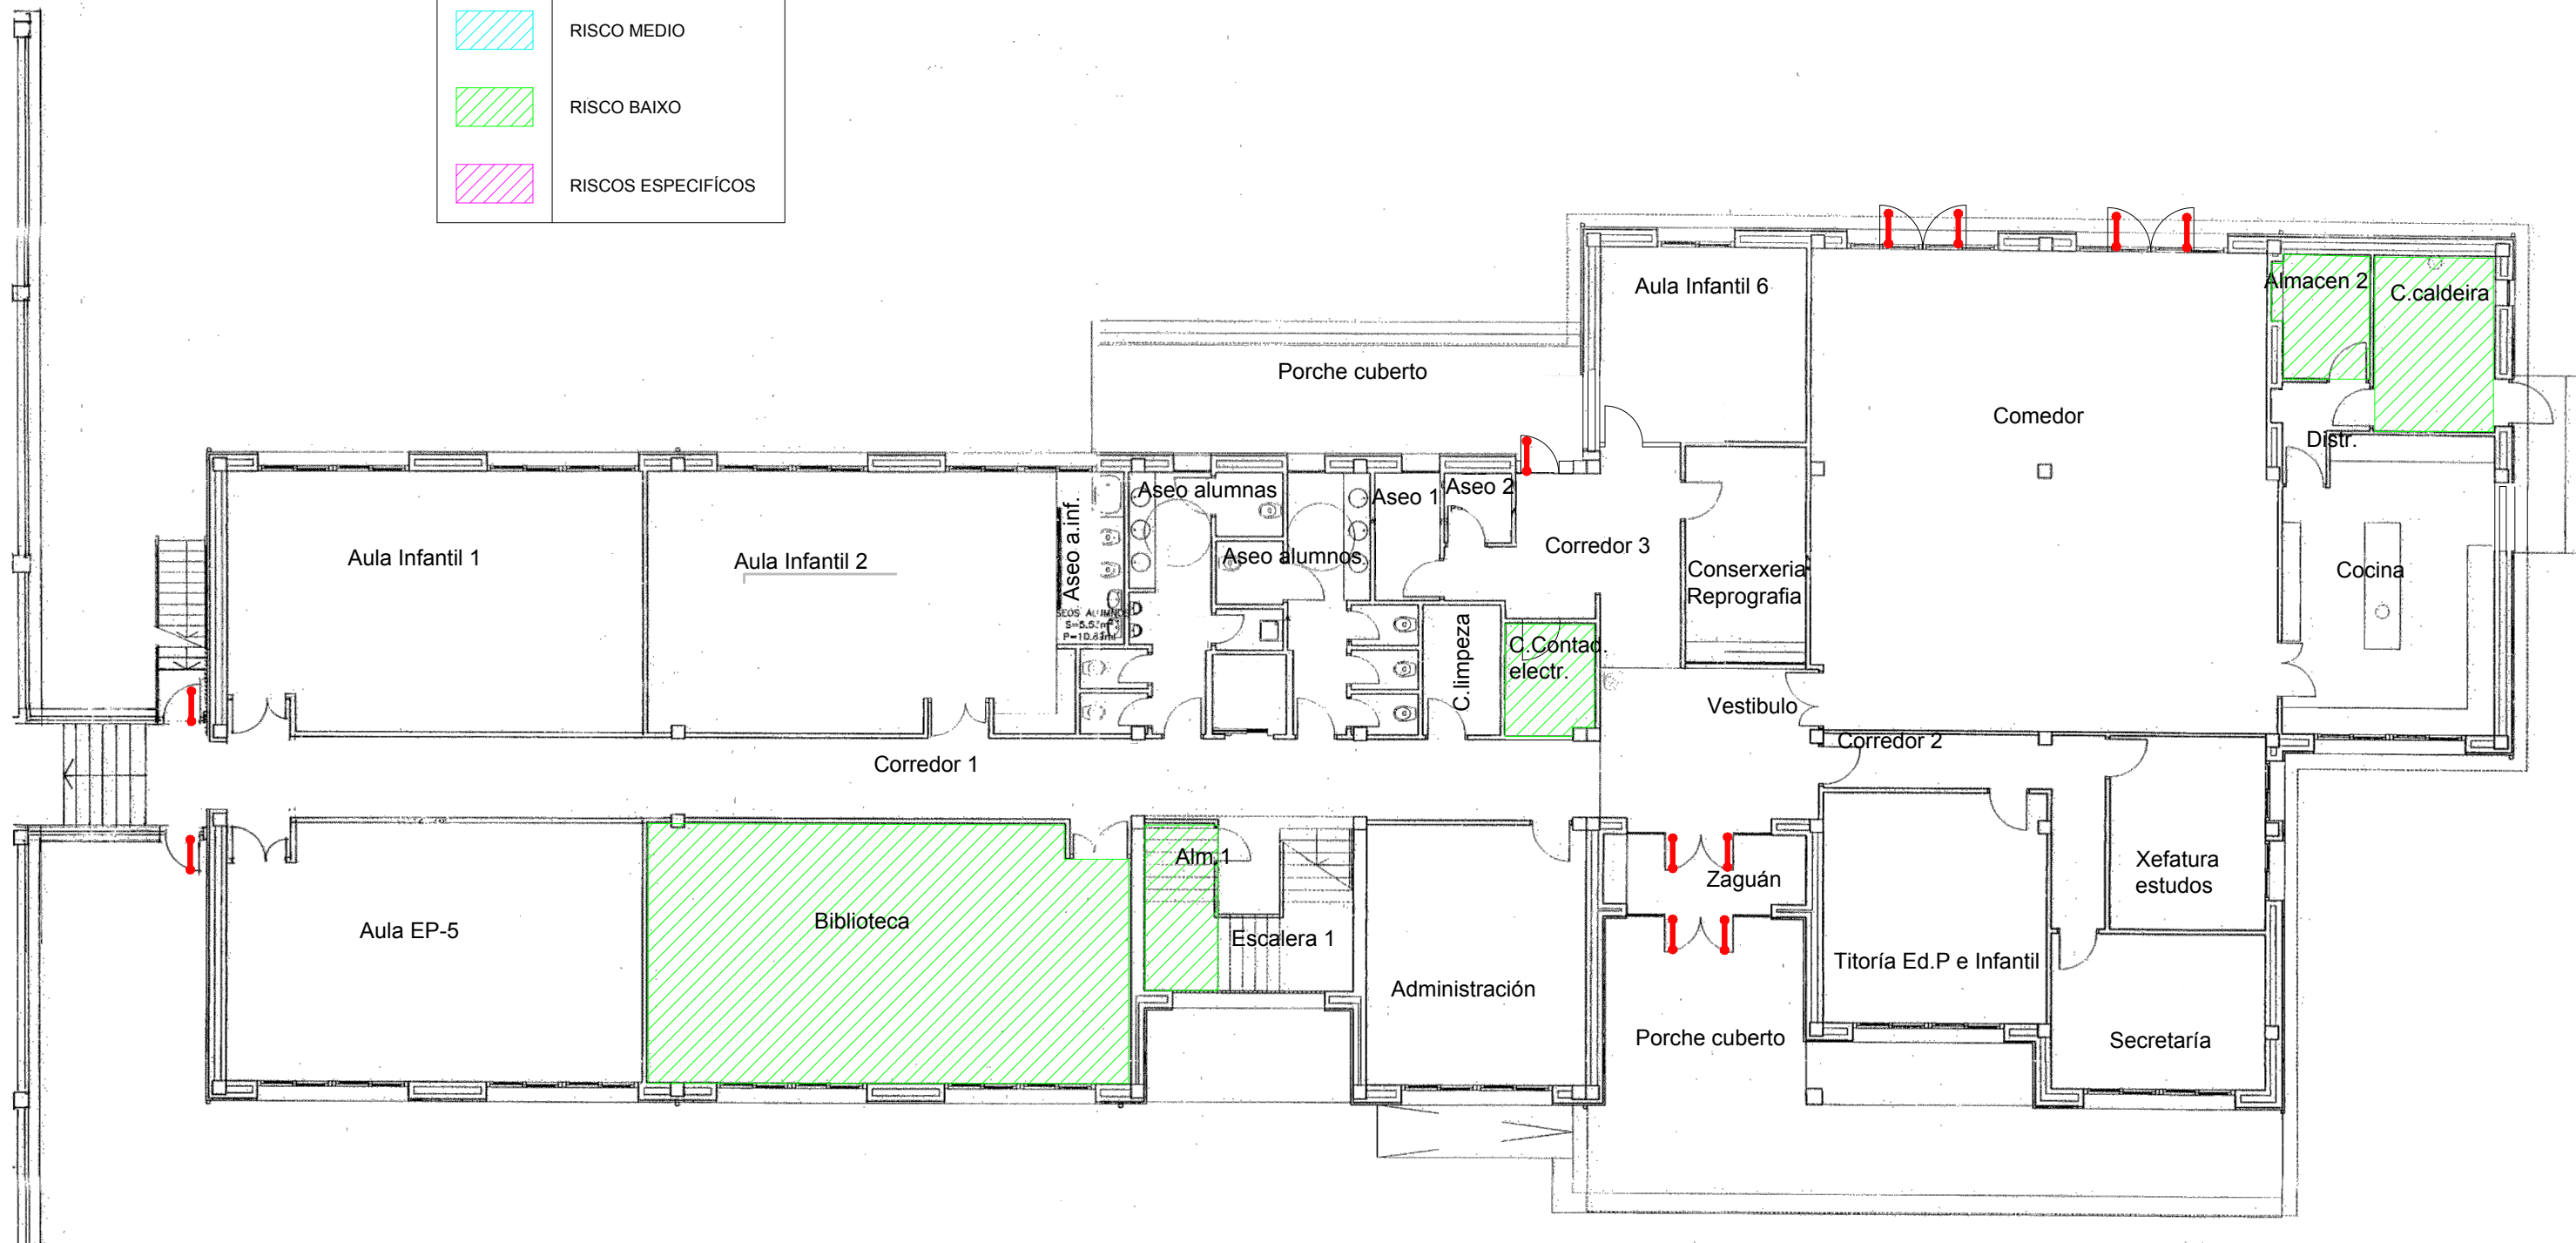 RISCO MEDIO
RISCO BAIXO
RISCOS ESPECIFÍCOS
Aula Infantil 6
Almacen 2
C.caldeira
Porche cuberto
Comedor
Distr.
Aseo alumnas
Aseo 1
Aseo 2
Aula Infantil 1
Aula Infantil 2
Aseo a.inf.
Aseo alumnos
Corredor 3
Conserxeria
Reprografia
Cocina
C.limpeza
C.Contad.
electr.
Vestibulo
Corredor 1
Corredor 2
Alm.1
Zaguán
Xefatura
estudos
Aula EP-5
Biblioteca
Escalera 1
Administración
Titoría Ed.P e Infantil
Porche cuberto
Secretaría